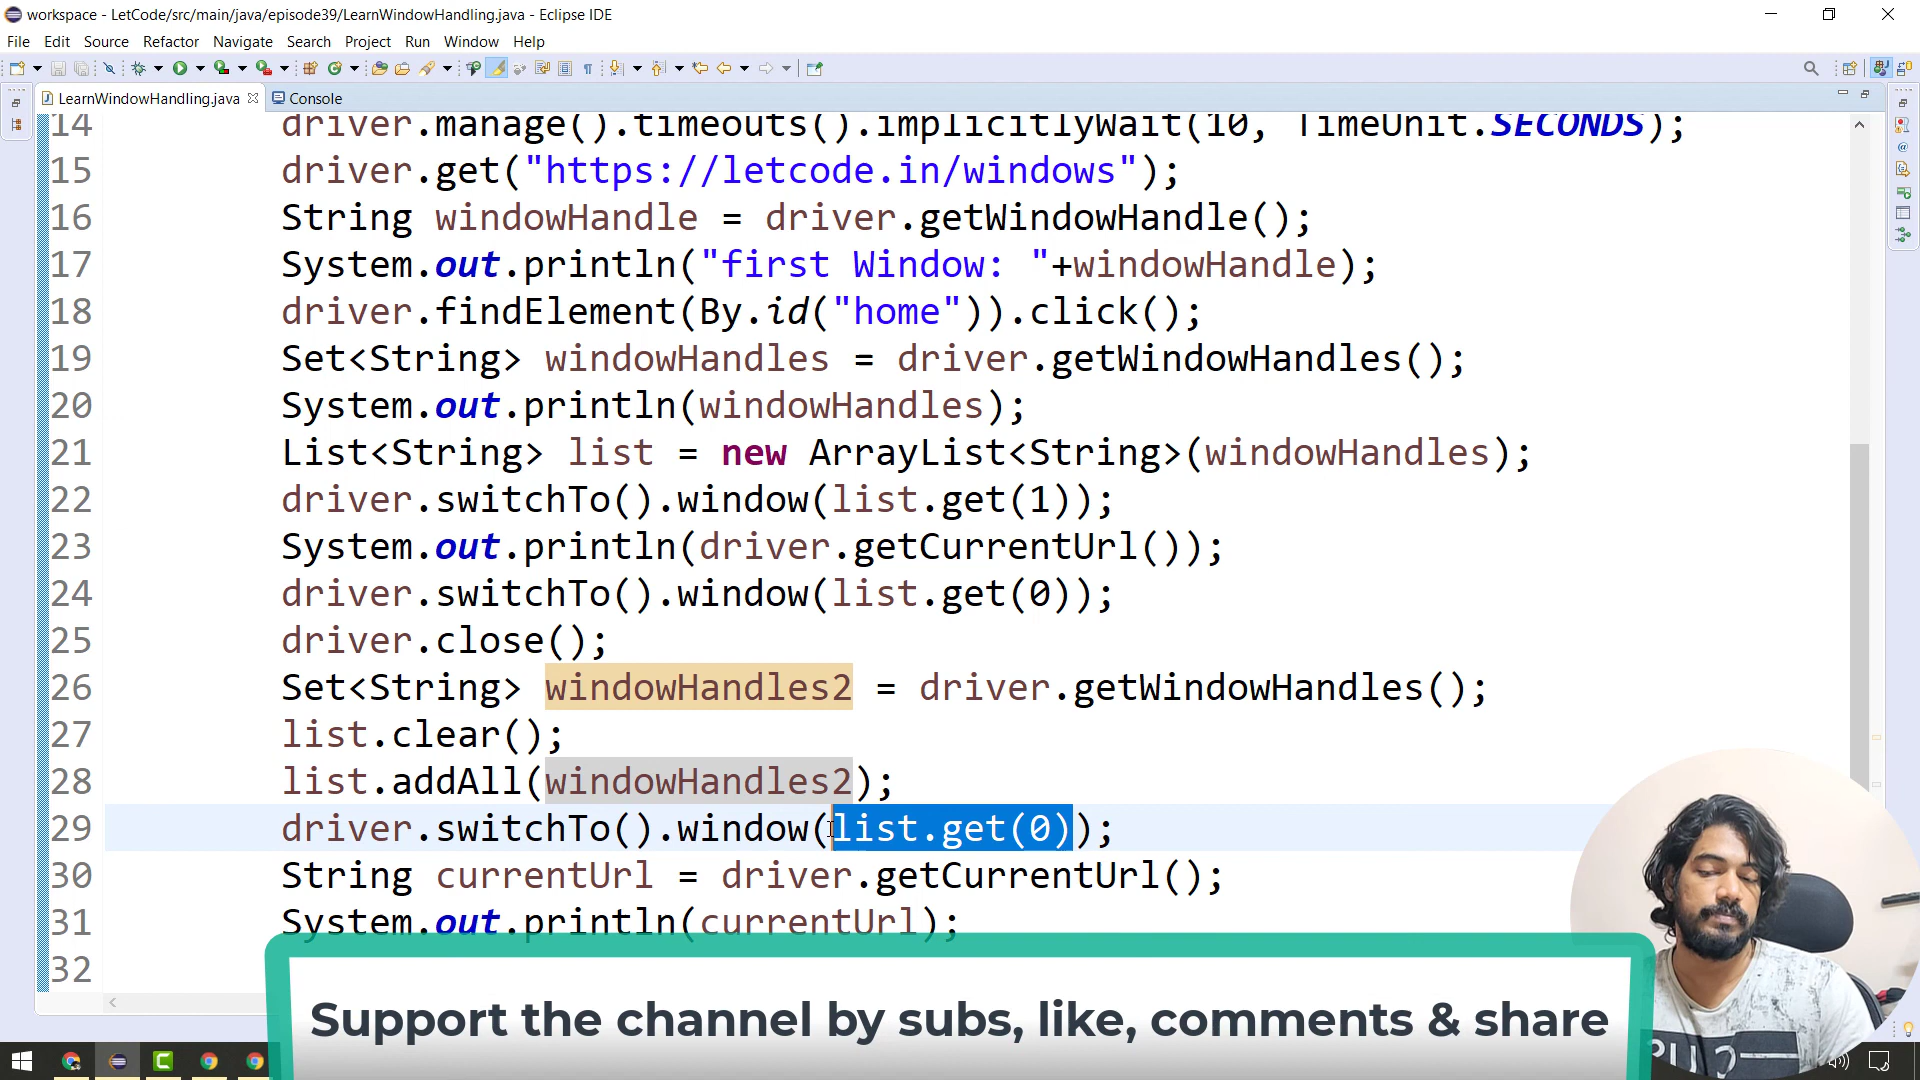 workspace - LetCode/src/main/java/episode39/LearnWindowHandling.java - Eclipse IDE
File Edit Source Refactor Navigate Search Project Run Window Help
LearnWindowHandling.java Console
14 driver.manage().timeouts().implicitlyWait(10, TimeUnit.SECONDS);
15 driver.get("https://letcode.in/windows");
16 String windowHandle = driver.getWindowHandle();
17 System.out.println("first Window: "+windowHandle);
18 driver.findElement(By.id("home")).click();
19 Set<String> windowHandles = driver.getWindowHandles();
20 System.out.println(windowHandles);
21 List<String> list = new ArrayList<String>(windowHandles);
22 driver.switchTo().window(list.get(1));
23 System.out.println(driver.getCurrentUrl());
24 driver.switchTo().window(list.get(0));
25 driver.close();
26 Set<String> windowHandles2 = driver.getWindowHandles();
27 list.clear();
28 list.addAll(windowHandles2);
29 driver.switchTo().window(list.get(0));
30 String currentUrl = driver.getCurrentUrl();
31 System.out.println(currentUrl);
32
Support the channel by subs, like, comments & share